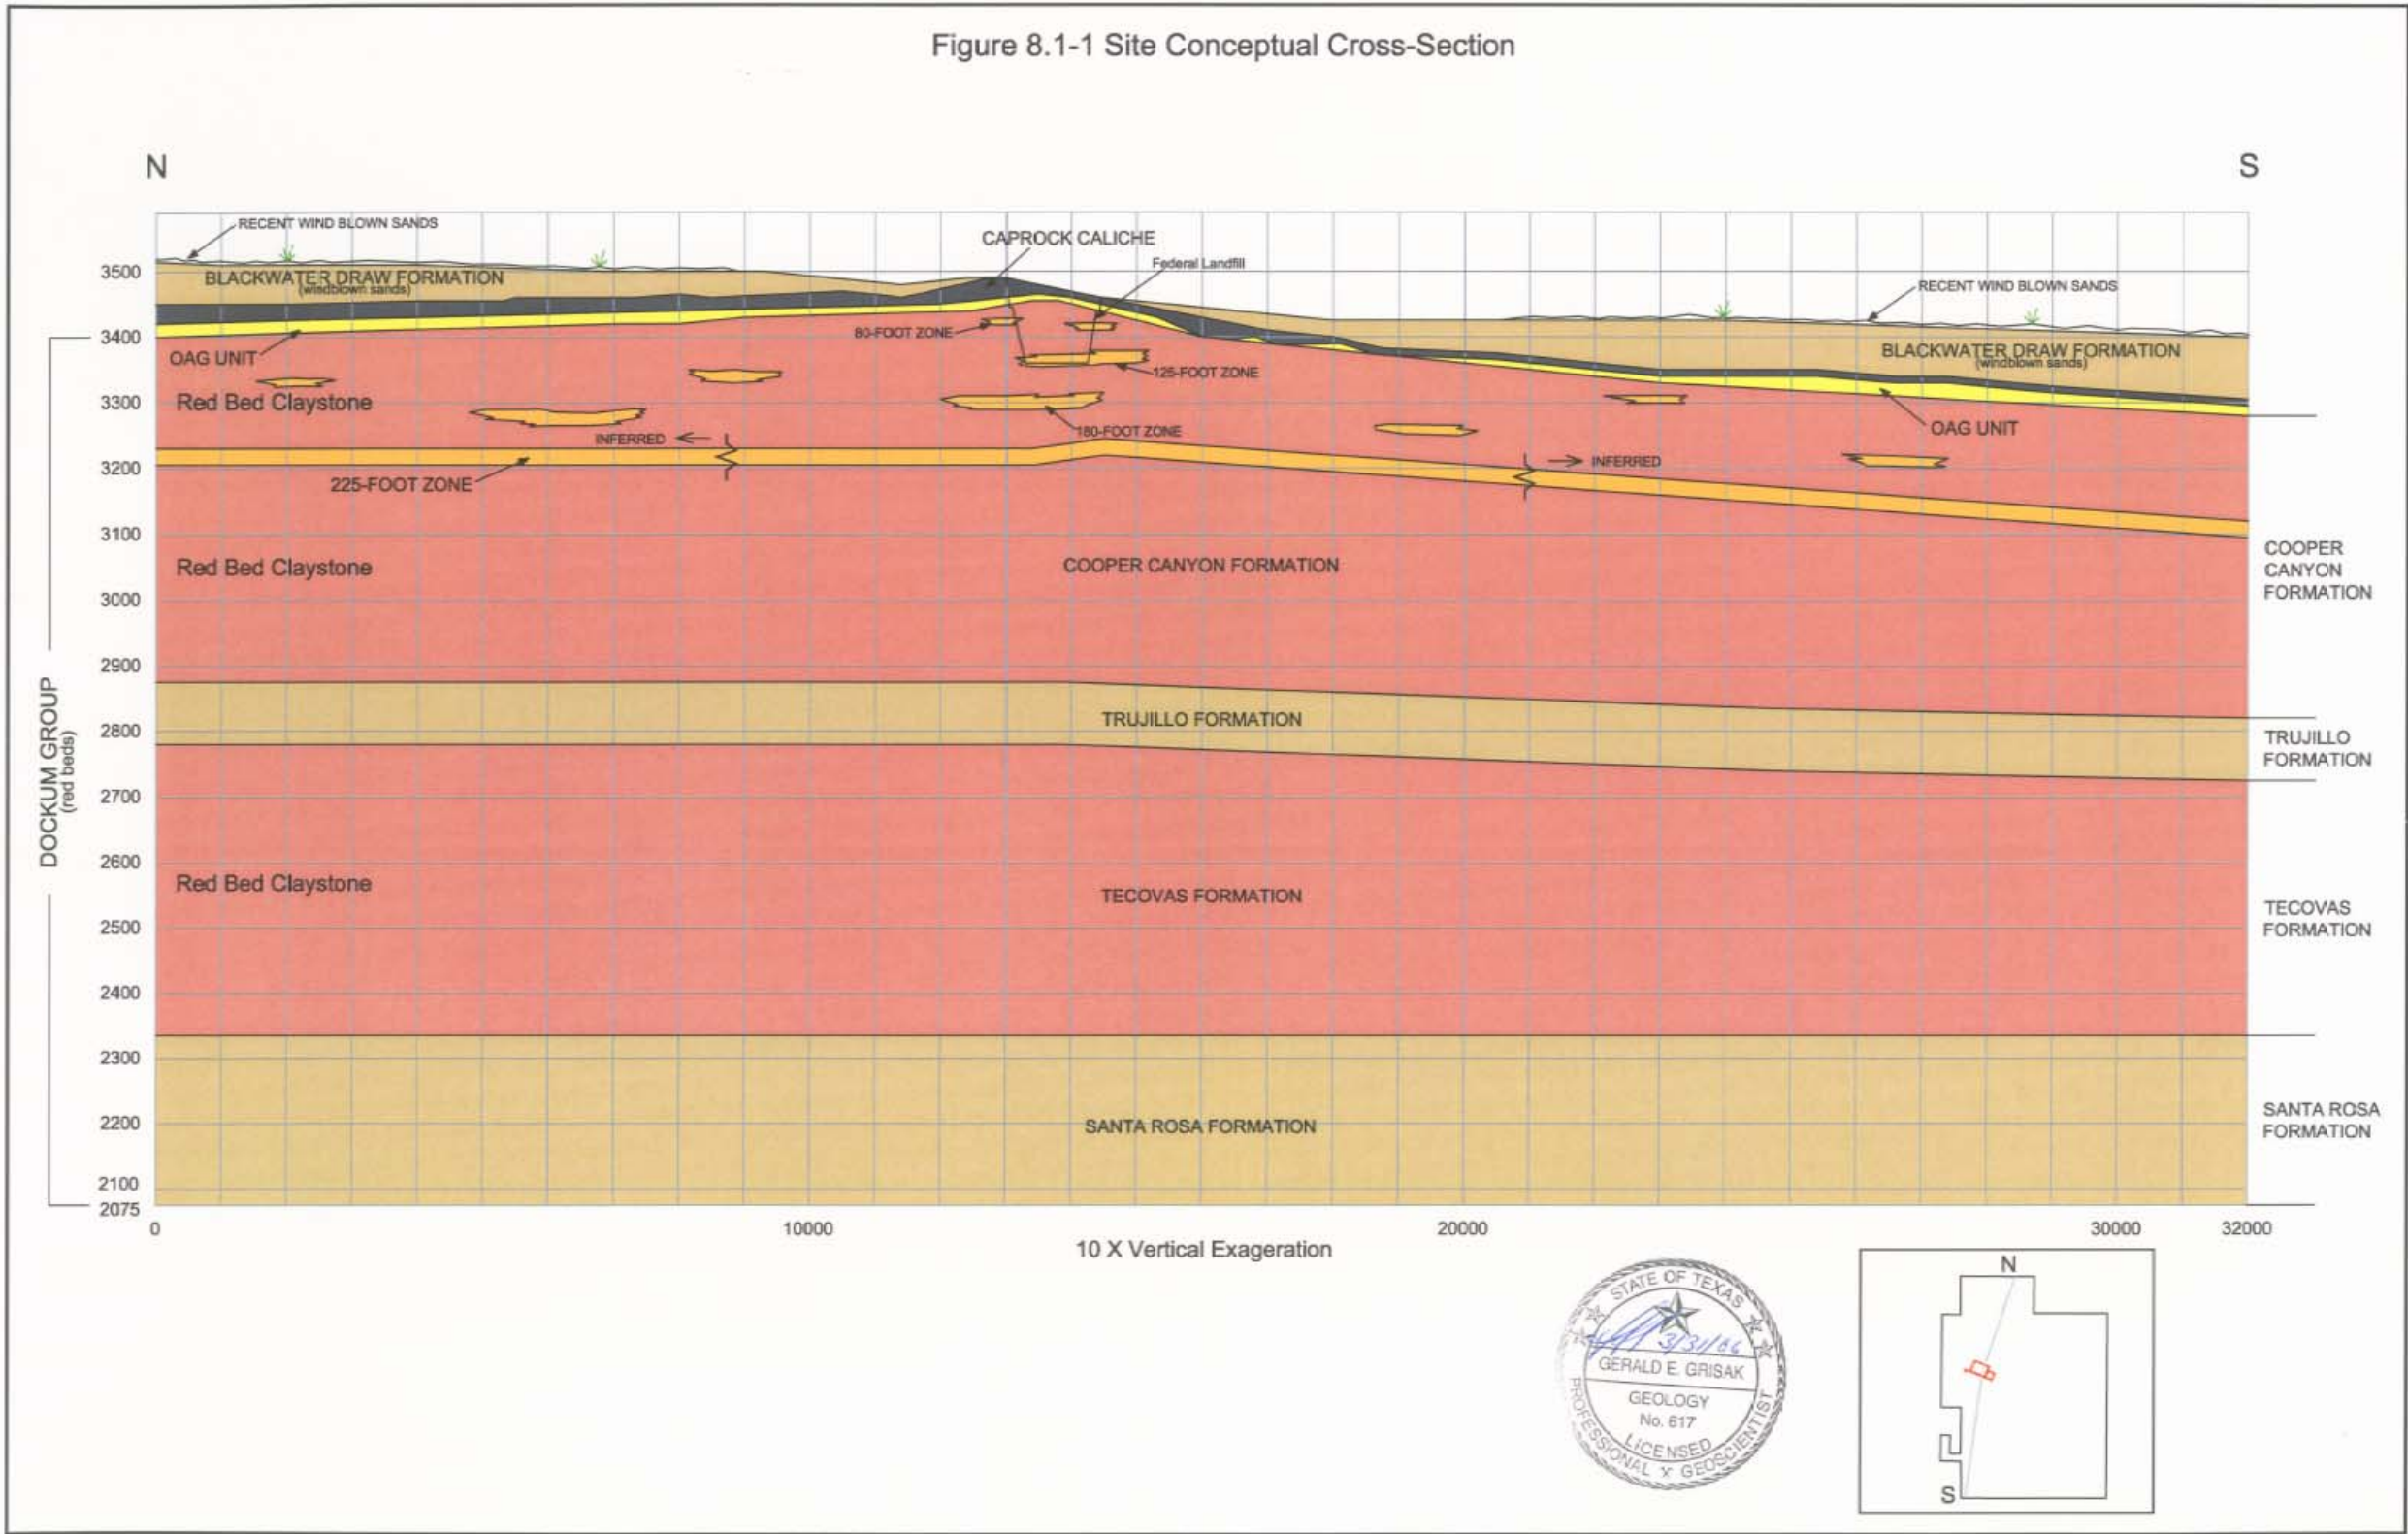 Figure 8.1-1 Site Conceptual Cross-Section
N
S
RECENT WIND BLOWN SANDS
CAPROCK CALICHE
Federal Landfill
3500
BLACKWATER DRAW FORMATION
(windblown sands)
RECENT WIND BLOWN SANDS
3400
80-FOOT ZONE
OAG UNIT
BLACKWATER DRAW FORMATION
(windblown sands)
125-FOOT ZONE
3300
Red Bed Claystone
180-FOOT ZONE
OAG UNIT
INFERRED
INFERRED
3200
225-FOOT ZONE
3100
Red Bed Claystone
COOPER CANYON FORMATION
COOPER
CANYON
FORMATION
3000
2900
DOCKUM GROUP
(red beds)
TRUJILLO FORMATION
2800
TRUJILLO
FORMATION
2700
2600
Red Bed Claystone
TECOVAS FORMATION
TECOVAS
FORMATION
2500
2400
2300
SANTA ROSA FORMATION
SANTA ROSA
FORMATION
2200
2100
2075
0
10000
20000
30000
32000
10 X Vertical Exageration
STATE OF TEXAS
3/31/06
GERALD E. GRISAK
GEOLOGY
No. 617
LICENSED
PROFESSIONAL GEOSCIENTIST
N
S